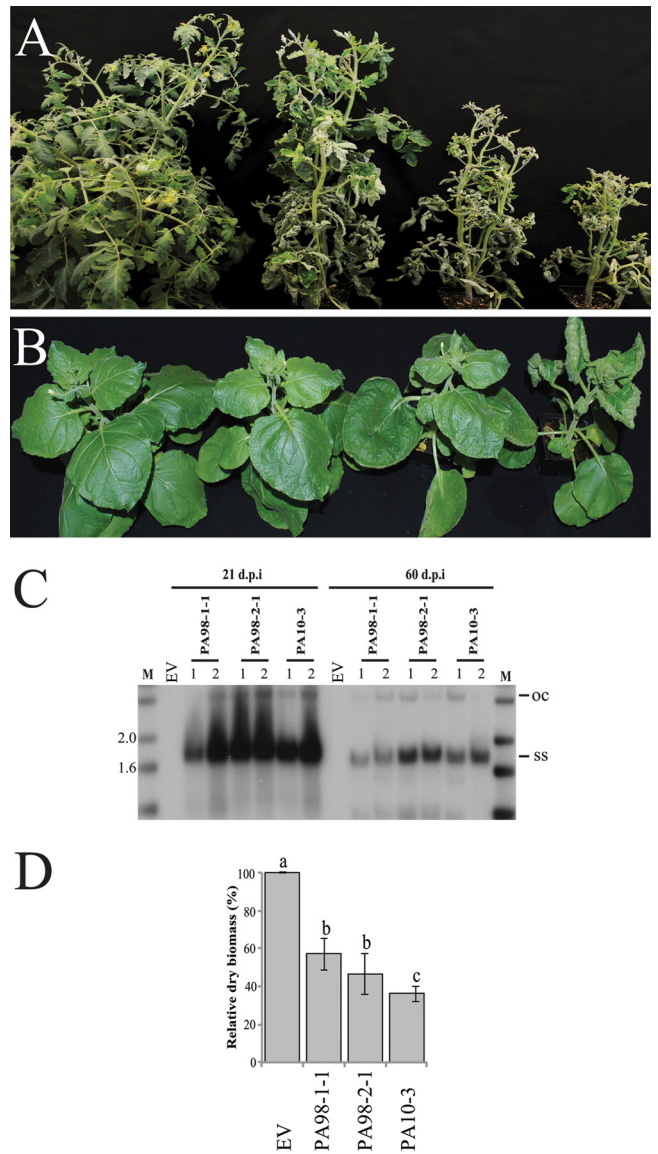 A
B
C
21 d.p.i
60 d.p.i
PA98-1-1
PA98-2-1
PA10-3
PA98-1-1
PA98-2-1
PA10-3
M
EV
1 2 1 2 1 2
EV
1 2 1 2 1 2
M
oc
2.0
1.6
ss
D
Relative dry biomass (%)
100
80
60
40
20
0
a
b
b
c
EV
PA98-1-1
PA98-2-1
PA10-3